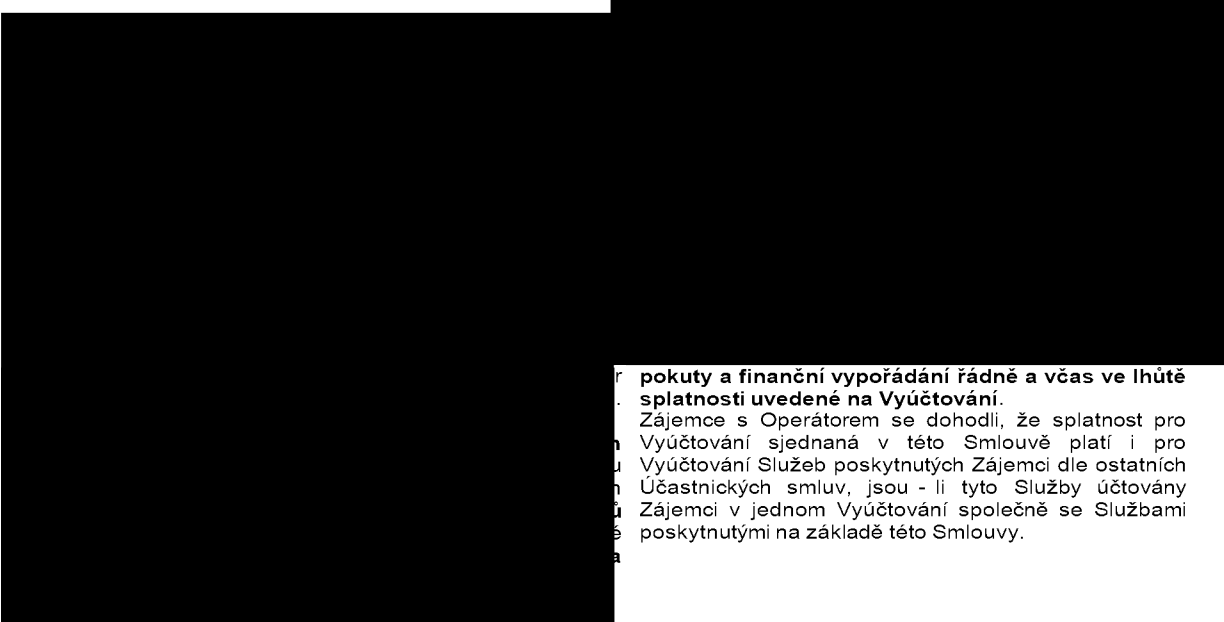 pokuty a finanční vypořádání řádně a včas ve lhůtě
splatnosti uvedené na Vyúčtování.
Zájemce s Operátorem se dohodli, že splatnost pro
Vyúčtování sjednaná v této Smlouvě platí i pro
Vyúčtování Služeb poskytnutých Zájemci dle ostatních
Účastnických smluv, jsou - li tyto Služby účtovány
Zájemci v jednom Vyúčtování společně se Službami
poskytnutými na základě této Smlouvy.